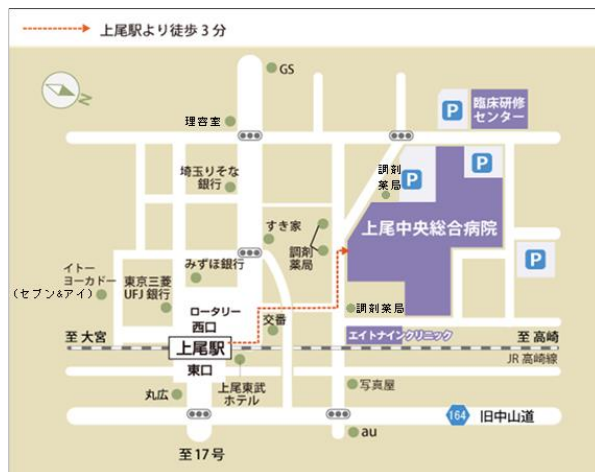 上尾駅より徒歩3分
N
GS
理容室
臨床研修
センター
P
P
P
P
調剤
薬局
埼玉りそな
銀行
上尾中央総合病院
すき家
調剤
薬局
みずほ銀行
イトー
ヨーカドー
(セブン&アイ)
東京三菱
UFJ銀行
ロータリー
西口
交番
調剤薬局
エイトナインクリニック
至 大宮
上尾駅
至 高崎
JR高崎線
東口
上尾東武
ホテル
写真屋
丸広
164 旧中山道
au
至17号